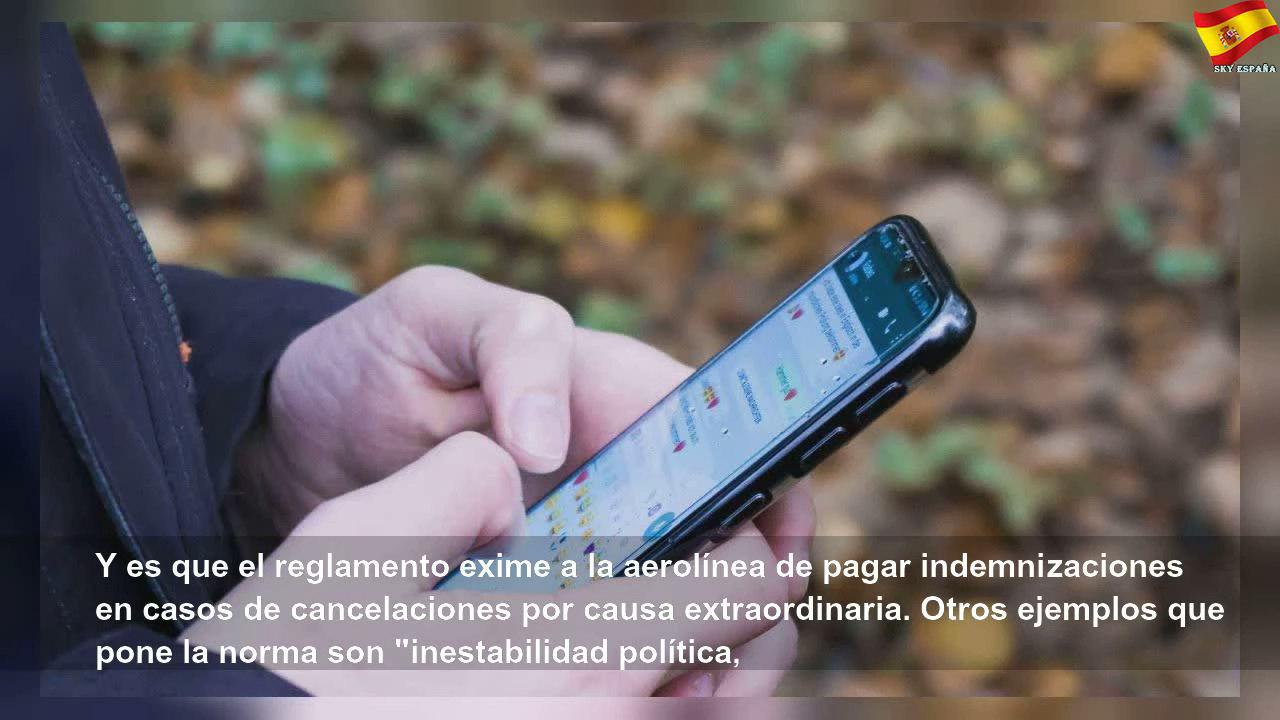 SKY ESPAÑA
Y es que el reglamento exime a la aerolínea de pagar indemnizaciones
en casos de cancelaciones por causa extraordinaria. Otros ejemplos que
pone la norma son "inestabilidad política,